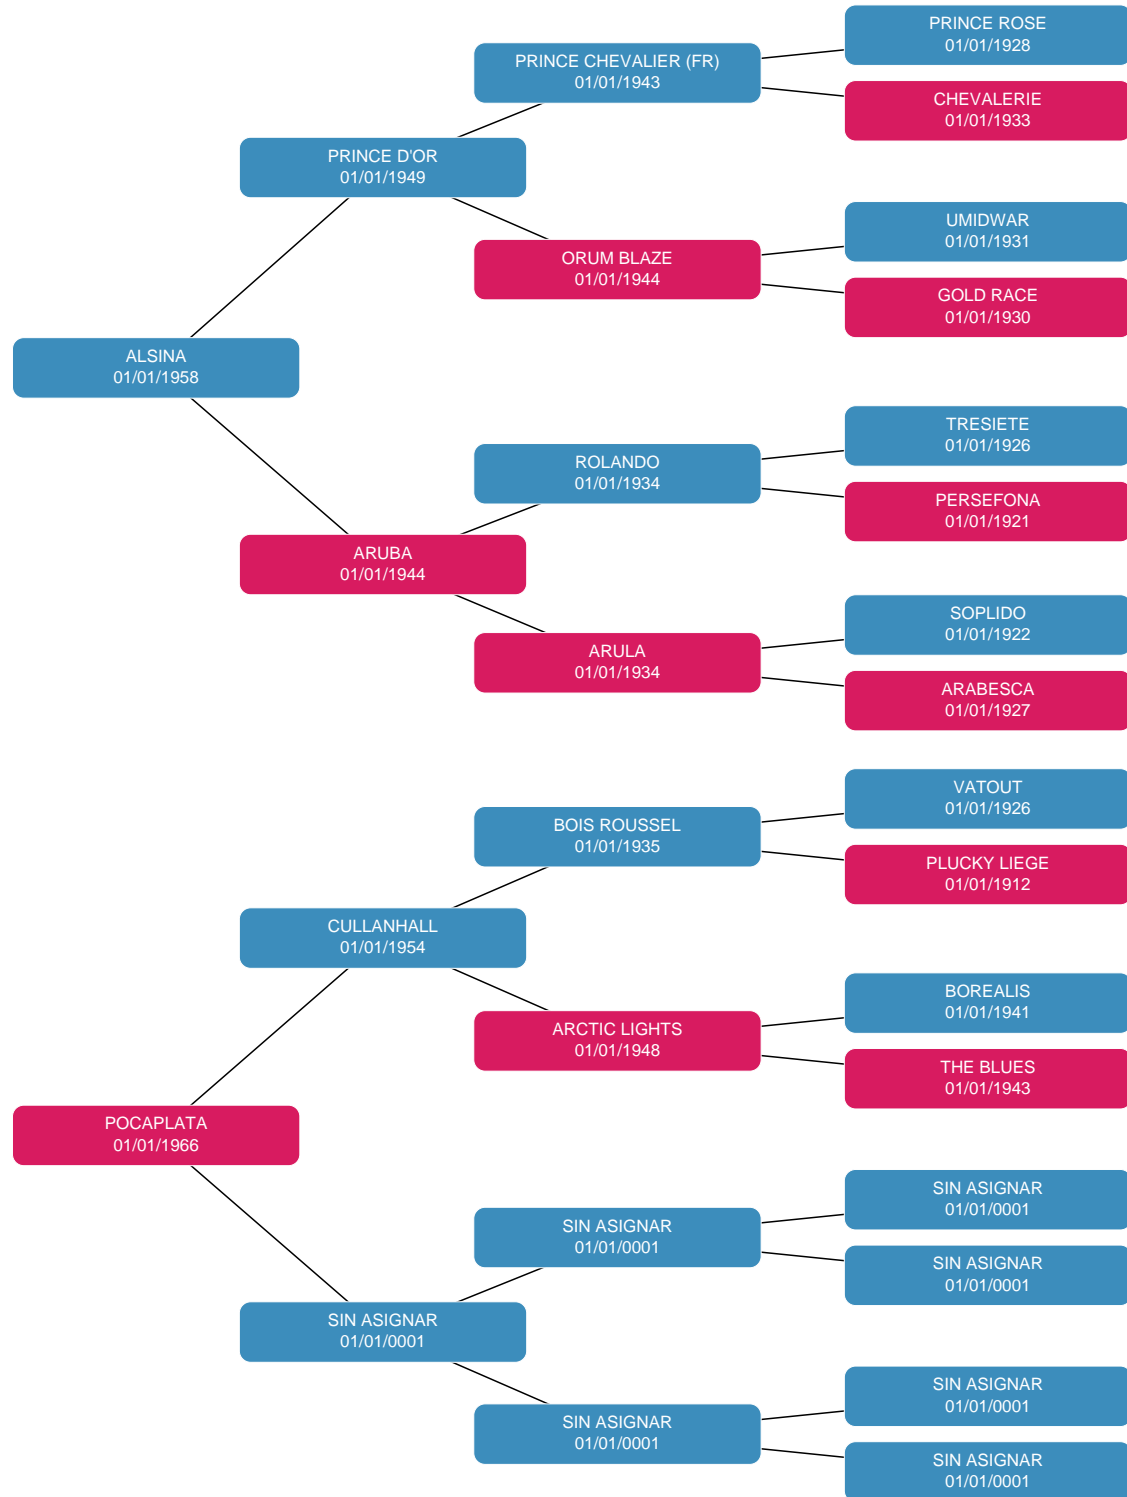 PRINCE ROSE
01/01/1928
PRINCE CHEVALIER (FR)
01/01/1943
CHEVALERIE
01/01/1933
PRINCE D'OR
01/01/1949
UMIDWAR
01/01/1931
ORUM BLAZE
01/01/1944
GOLD RACE
01/01/1930
ALSINA
01/01/1958
TRESIETE
01/01/1926
ROLANDO
01/01/1934
PERSEFONA
01/01/1921
ARUBA
01/01/1944
SOPLIDO
01/01/1922
ARULA
01/01/1934
ARABESCA
01/01/1927
VATOUT
01/01/1926
BOIS ROUSSEL
01/01/1935
PLUCKY LIEGE
01/01/1912
CULLANHALL
01/01/1954
BOREALIS
01/01/1941
ARCTIC LIGHTS
01/01/1948
THE BLUES
01/01/1943
POCAPLATA
01/01/1966
SIN ASIGNAR
01/01/0001
SIN ASIGNAR
01/01/0001
SIN ASIGNAR
01/01/0001
SIN ASIGNAR
01/01/0001
SIN ASIGNAR
01/01/0001
SIN ASIGNAR
01/01/0001
SIN ASIGNAR
01/01/0001